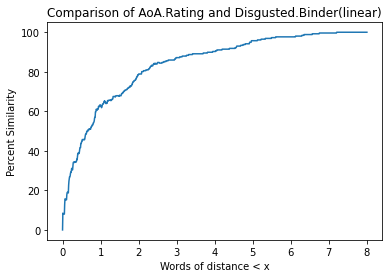 Comparison of AoA.Rating and Disgusted.Binder(linear)
Percent Similarity
100
80
60
40
20
0
0 1 2 3 4 5 6 7 8
Words of distance < x